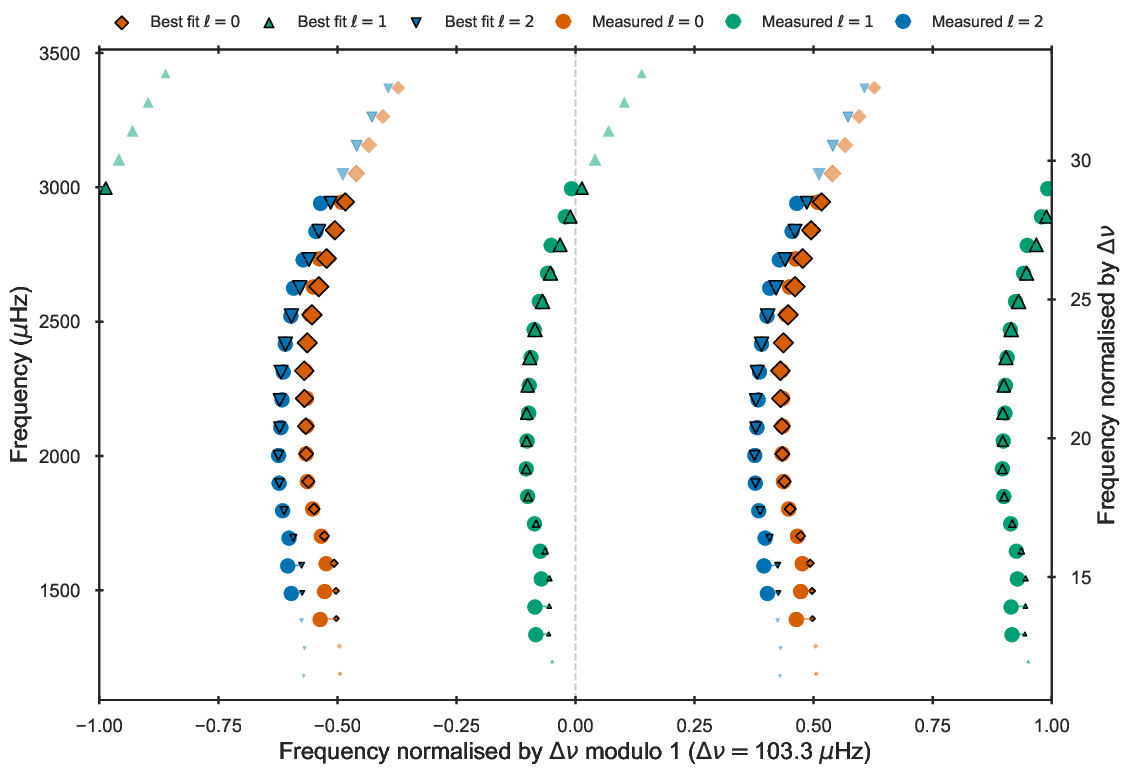 Best fit ℓ = 0 Best fit ℓ = 1 Best fit ℓ = 2 Measured ℓ = 0 Measured ℓ = 1 Measured ℓ = 2
3500
3000
2500
2000
1500
Frequency (μHz)
30
25
20
15
Frequency normalised by Δν
−1.00 −0.75 −0.50 −0.25 0.00 0.25 0.50 0.75 1.00
Frequency normalised by Δν modulo 1 (Δν = 103.3 μHz)